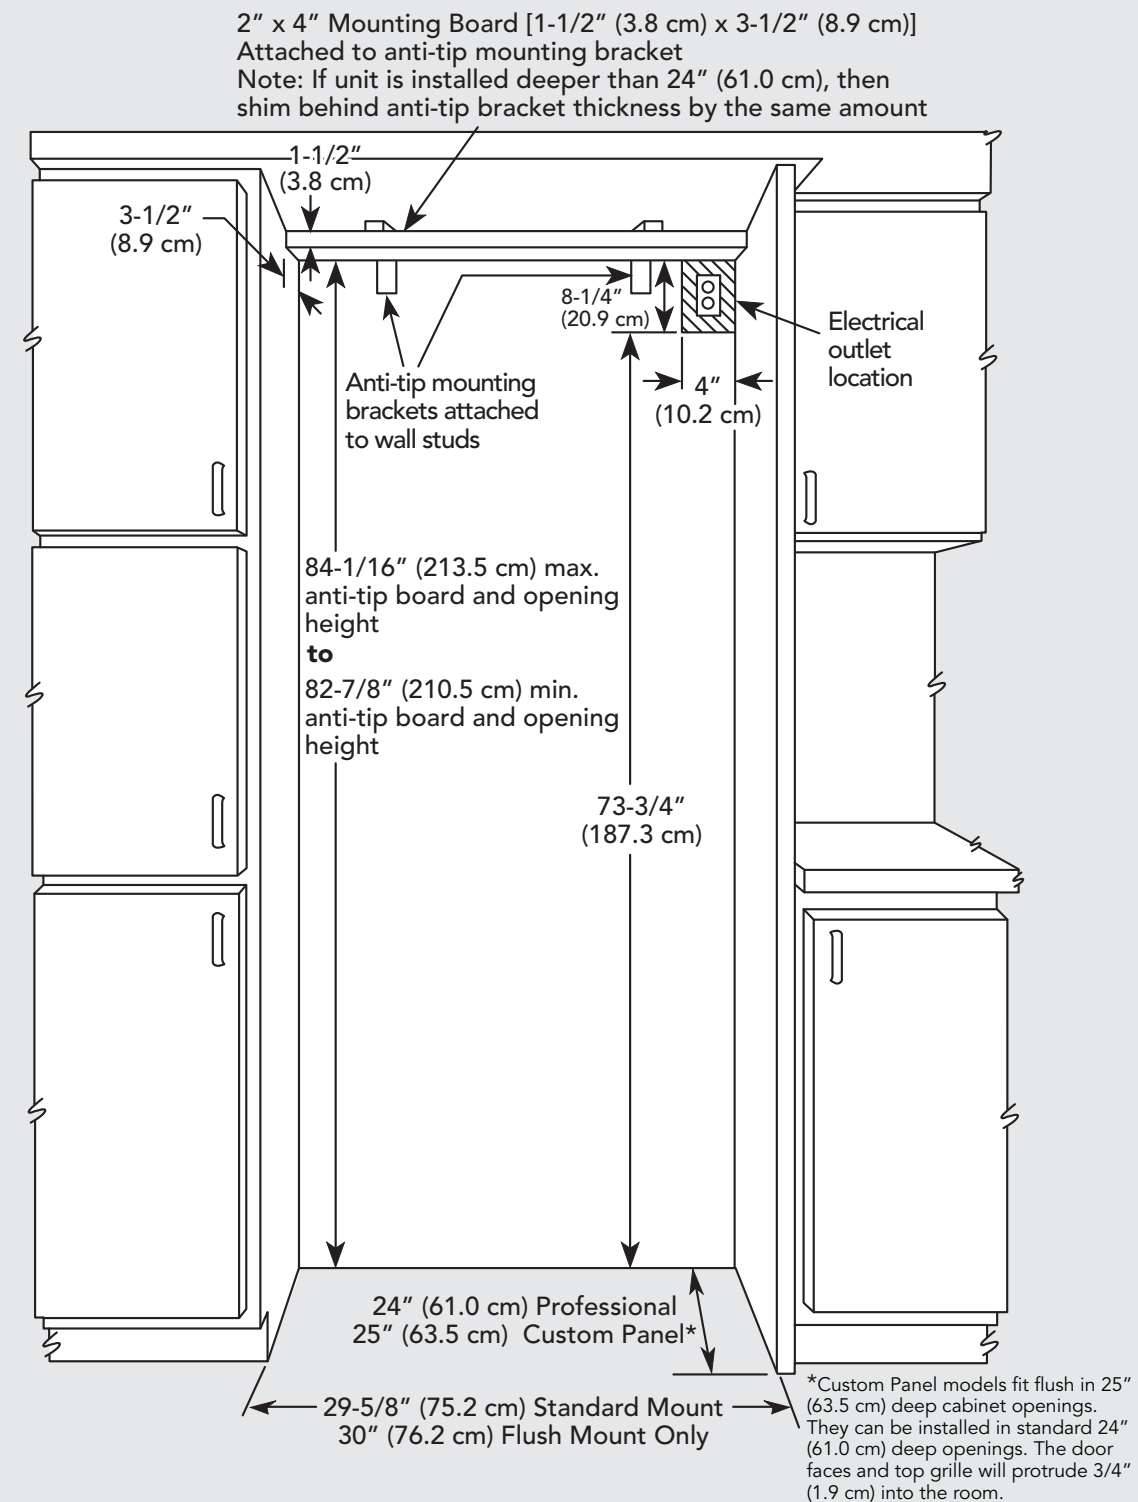 2” x 4” Mounting Board [1-1/2” (3.8 cm) x 3-1/2” (8.9 cm)]
Attached to anti-tip mounting bracket
Note: If unit is installed deeper than 24” (61.0 cm), then
shim behind anti-tip bracket thickness by the same amount
1-1/2”
(3.8 cm)
3-1/2”
(8.9 cm)
8-1/4”
(20.9 cm)
Electrical
outlet
location
Anti-tip mounting
brackets attached
to wall studs
4”
(10.2 cm)
84-1/16” (213.5 cm) max.
anti-tip board and opening
height
to
82-7/8” (210.5 cm) min.
anti-tip board and opening
height
73-3/4”
(187.3 cm)
24” (61.0 cm) Professional
25” (63.5 cm) Custom Panel*
29-5/8” (75.2 cm) Standard Mount
30” (76.2 cm) Flush Mount Only
*Custom Panel models fit flush in 25”
(63.5 cm) deep cabinet openings.
They can be installed in standard 24”
(61.0 cm) deep openings. The door
faces and top grille will protrude 3/4”
(1.9 cm) into the room.